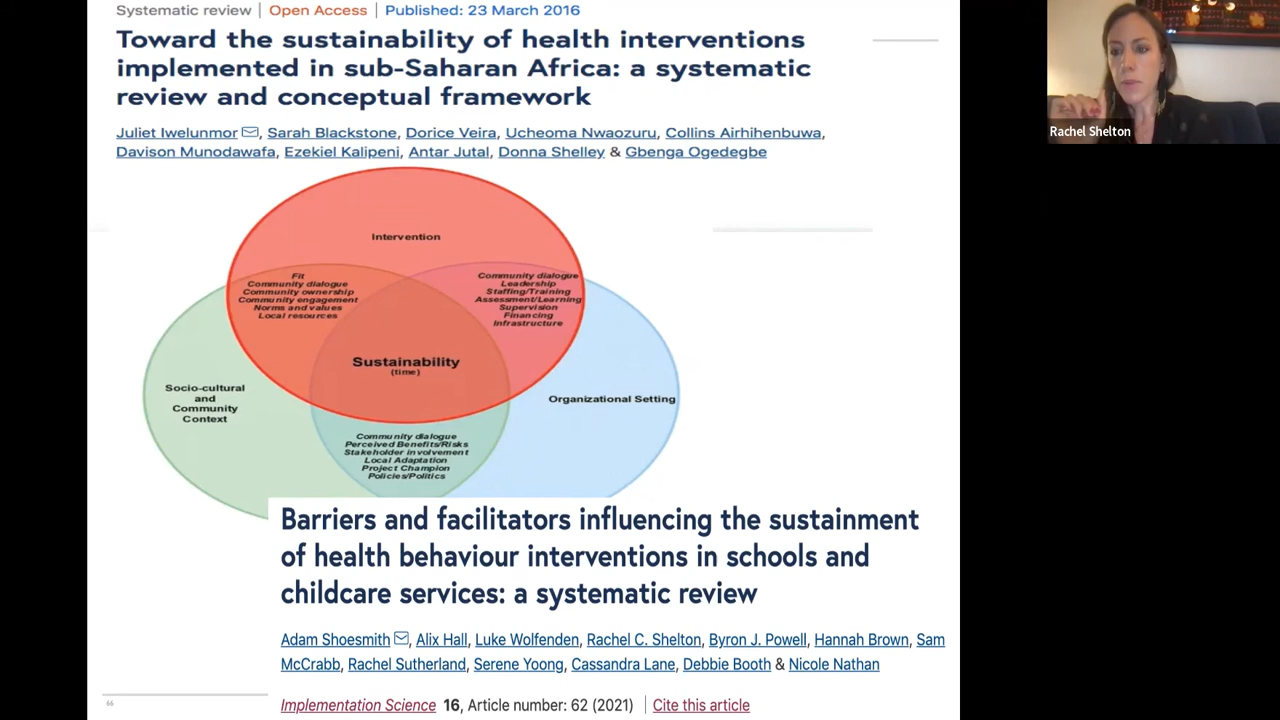 Systematic review | Open Access | Published: 23 March 2016
Toward the sustainability of health interventions
implemented in sub-Saharan Africa: a systematic
review and conceptual framework
Juliet Iwelunmor, Sarah Blackstone, Dorice Veira, Ucheoma Nwaozuru, Collins Airhihenbuwa,
Davison Munodawafa, Ezekiel Kalipeni, Antar Jutal, Donna Shelley & Gbenga Ogedegbe
Rachel Shelton
Intervention
Fit
Community dialogue
Community ownership
Community engagement
Norms and values
Local resources
Community dialogue
Leadership
Staffing/Training
Assessment/Learning
Supervision
Financing
Infrastructure
Sustainability
(time)
Socio-cultural
and
Community
Context
Organizational Setting
Community dialogue
Perceived Benefits/Risks
Stakeholder involvement
Local Adaptation
Project Champion
Policies/Politics
Barriers and facilitators influencing the sustainment
of health behaviour interventions in schools and
childcare services: a systematic review
Adam Shoesmith, Alix Hall, Luke Wolfenden, Rachel C. Shelton, Byron J. Powell, Hannah Brown, Sam
McCrabb, Rachel Sutherland, Serene Yoong, Cassandra Lane, Debbie Booth & Nicole Nathan
Implementation Science 16, Article number: 62 (2021) | Cite this article